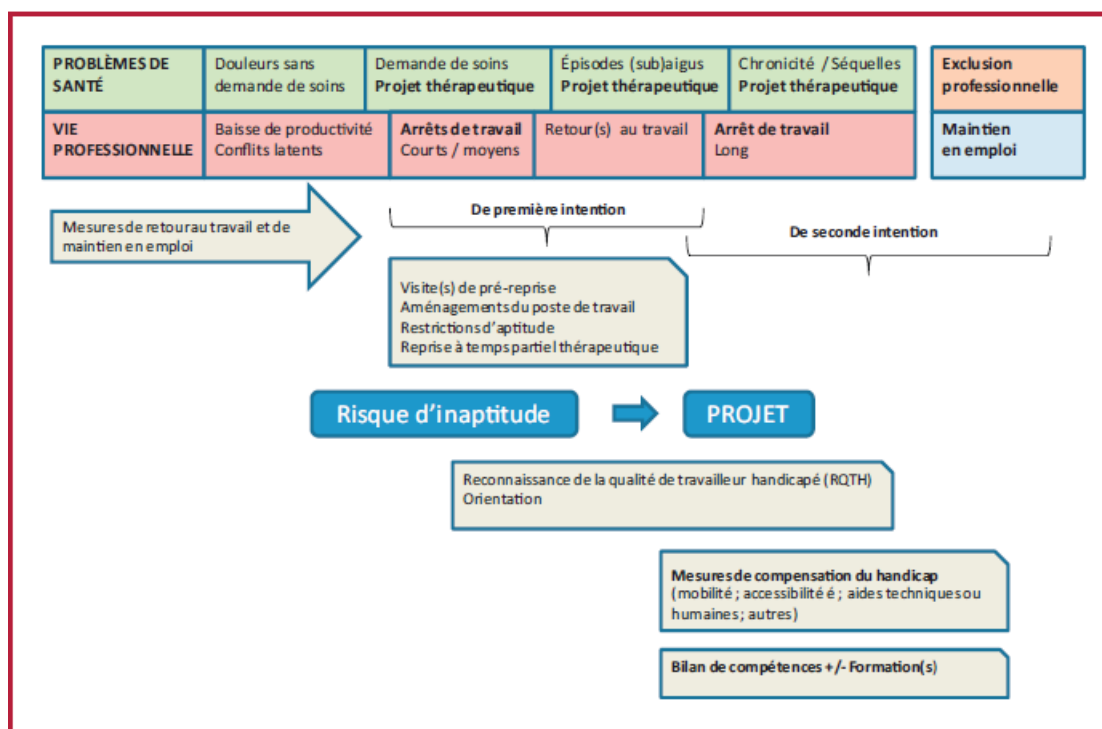 PROBLÈMES DE
SANTÉ
Douleurs sans
demande de soins
Demande de soins
Projet thérapeutique
Épisodes (sub)aigus
Projet thérapeutique
Chronicité / Séquelles
Projet thérapeutique
Exclusion
professionnelle
VIE
PROFESSIONNELLE
Baisse de productivité
Conflits latents
Arrêts de travail
Courts / moyens
Retour(s) au travail
Arrêt de travail
Long
Maintien
en emploi
Mesures de retour au travail et de
maintien en emploi
De première intention
De seconde intention
Visite(s) de pré-reprise
Aménagements du poste de travail
Restrictions d'aptitude
Reprise à temps partiel thérapeutique
Risque d'inaptitude
PROJET
Reconnaissance de la qualité de travailleur handicapé (RQTH)
Orientation
Mesures de compensation du handicap
(mobilité ; accessibilité é ; aides techniques ou
humaines ; autres)
Bilan de compétences +/- Formation(s)